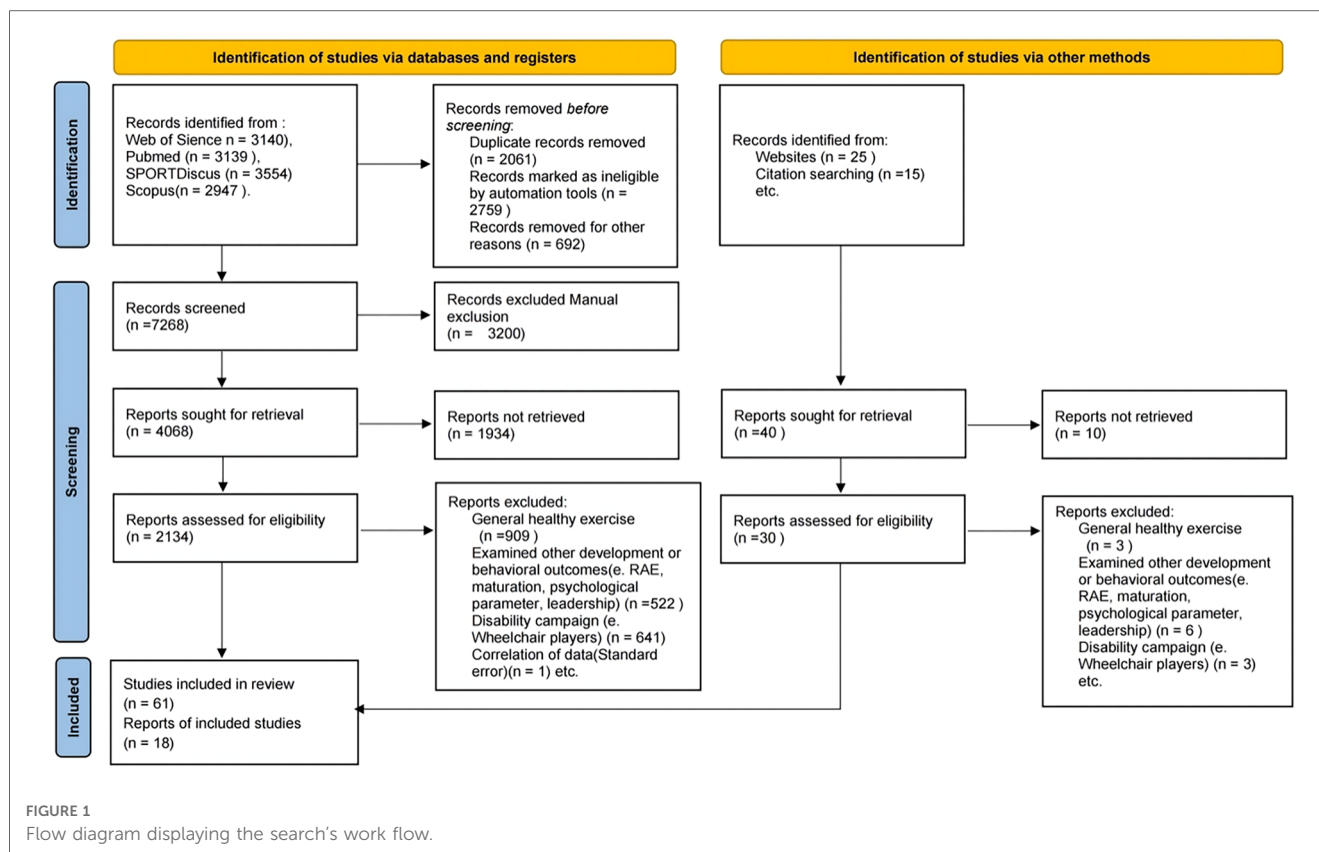 Identification of studies via databases and registers
Identification of studies via other methods
Identification
Records identified from :
Web of Sience n = 3140),
Pubmed (n = 3139 ),
SPORTDiscus (n = 3554)
Scopus(n = 2947 ).
Records removed before
screening:
Duplicate records removed
(n = 2061)
Records marked as ineligible
by automation tools (n =
2759 )
Records removed for other
reasons (n = 692)
Records identified from:
Websites (n = 25 )
Citation searching (n =15)
etc.
Screening
Records screened
(n =7268)
Records excluded Manual
exclusion
(n = 3200)
Reports sought for retrieval
(n = 4068)
Reports not retrieved
(n = 1934)
Reports sought for retrieval
(n =40 )
Reports not retrieved
(n = 10)
Reports assessed for eligibility
(n = 2134)
Reports excluded:
General healthy exercise
(n =909 )
Examined other development or
behavioral outcomes(e. RAE,
maturation, psychological
parameter, leadership) (n =522 )
Disability campaign (e.
Wheelchair players) (n = 641)
Correlation of data(Standard
error)(n = 1) etc.
Reports assessed for eligibility
(n =30 )
Reports excluded:
General healthy exercise
(n = 3 )
Examined other development
or behavioral outcomes(e.
RAE, maturation,
psychological parameter,
leadership) (n = 6 )
Disability campaign (e.
Wheelchair players) (n = 3)
etc.
Included
Studies included in review
(n = 61)
Reports of included studies
(n = 18)
FIGURE 1
Flow diagram displaying the search's work flow.